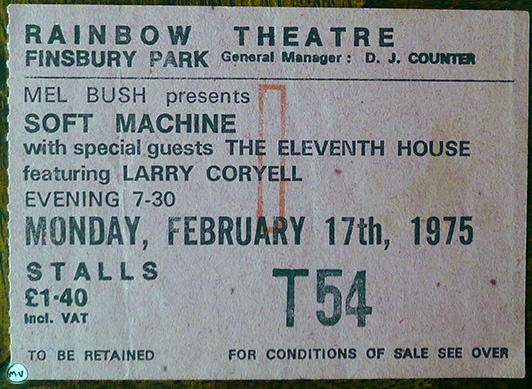 RAINBOW THEATRE
FINSBURY PARK General Manager: D. J. COUNTER
MEL BUSH presents
SOFT MACHINE
with special guests THE ELEVENTH HOUSE
featuring LARRY CORYELL
EVENING 7-30
MONDAY, FEBRUARY 17th, 1975
STALLS
£1·40
Incl. VAT
T54
TO BE RETAINED FOR CONDITIONS OF SALE SEE OVER
M-V